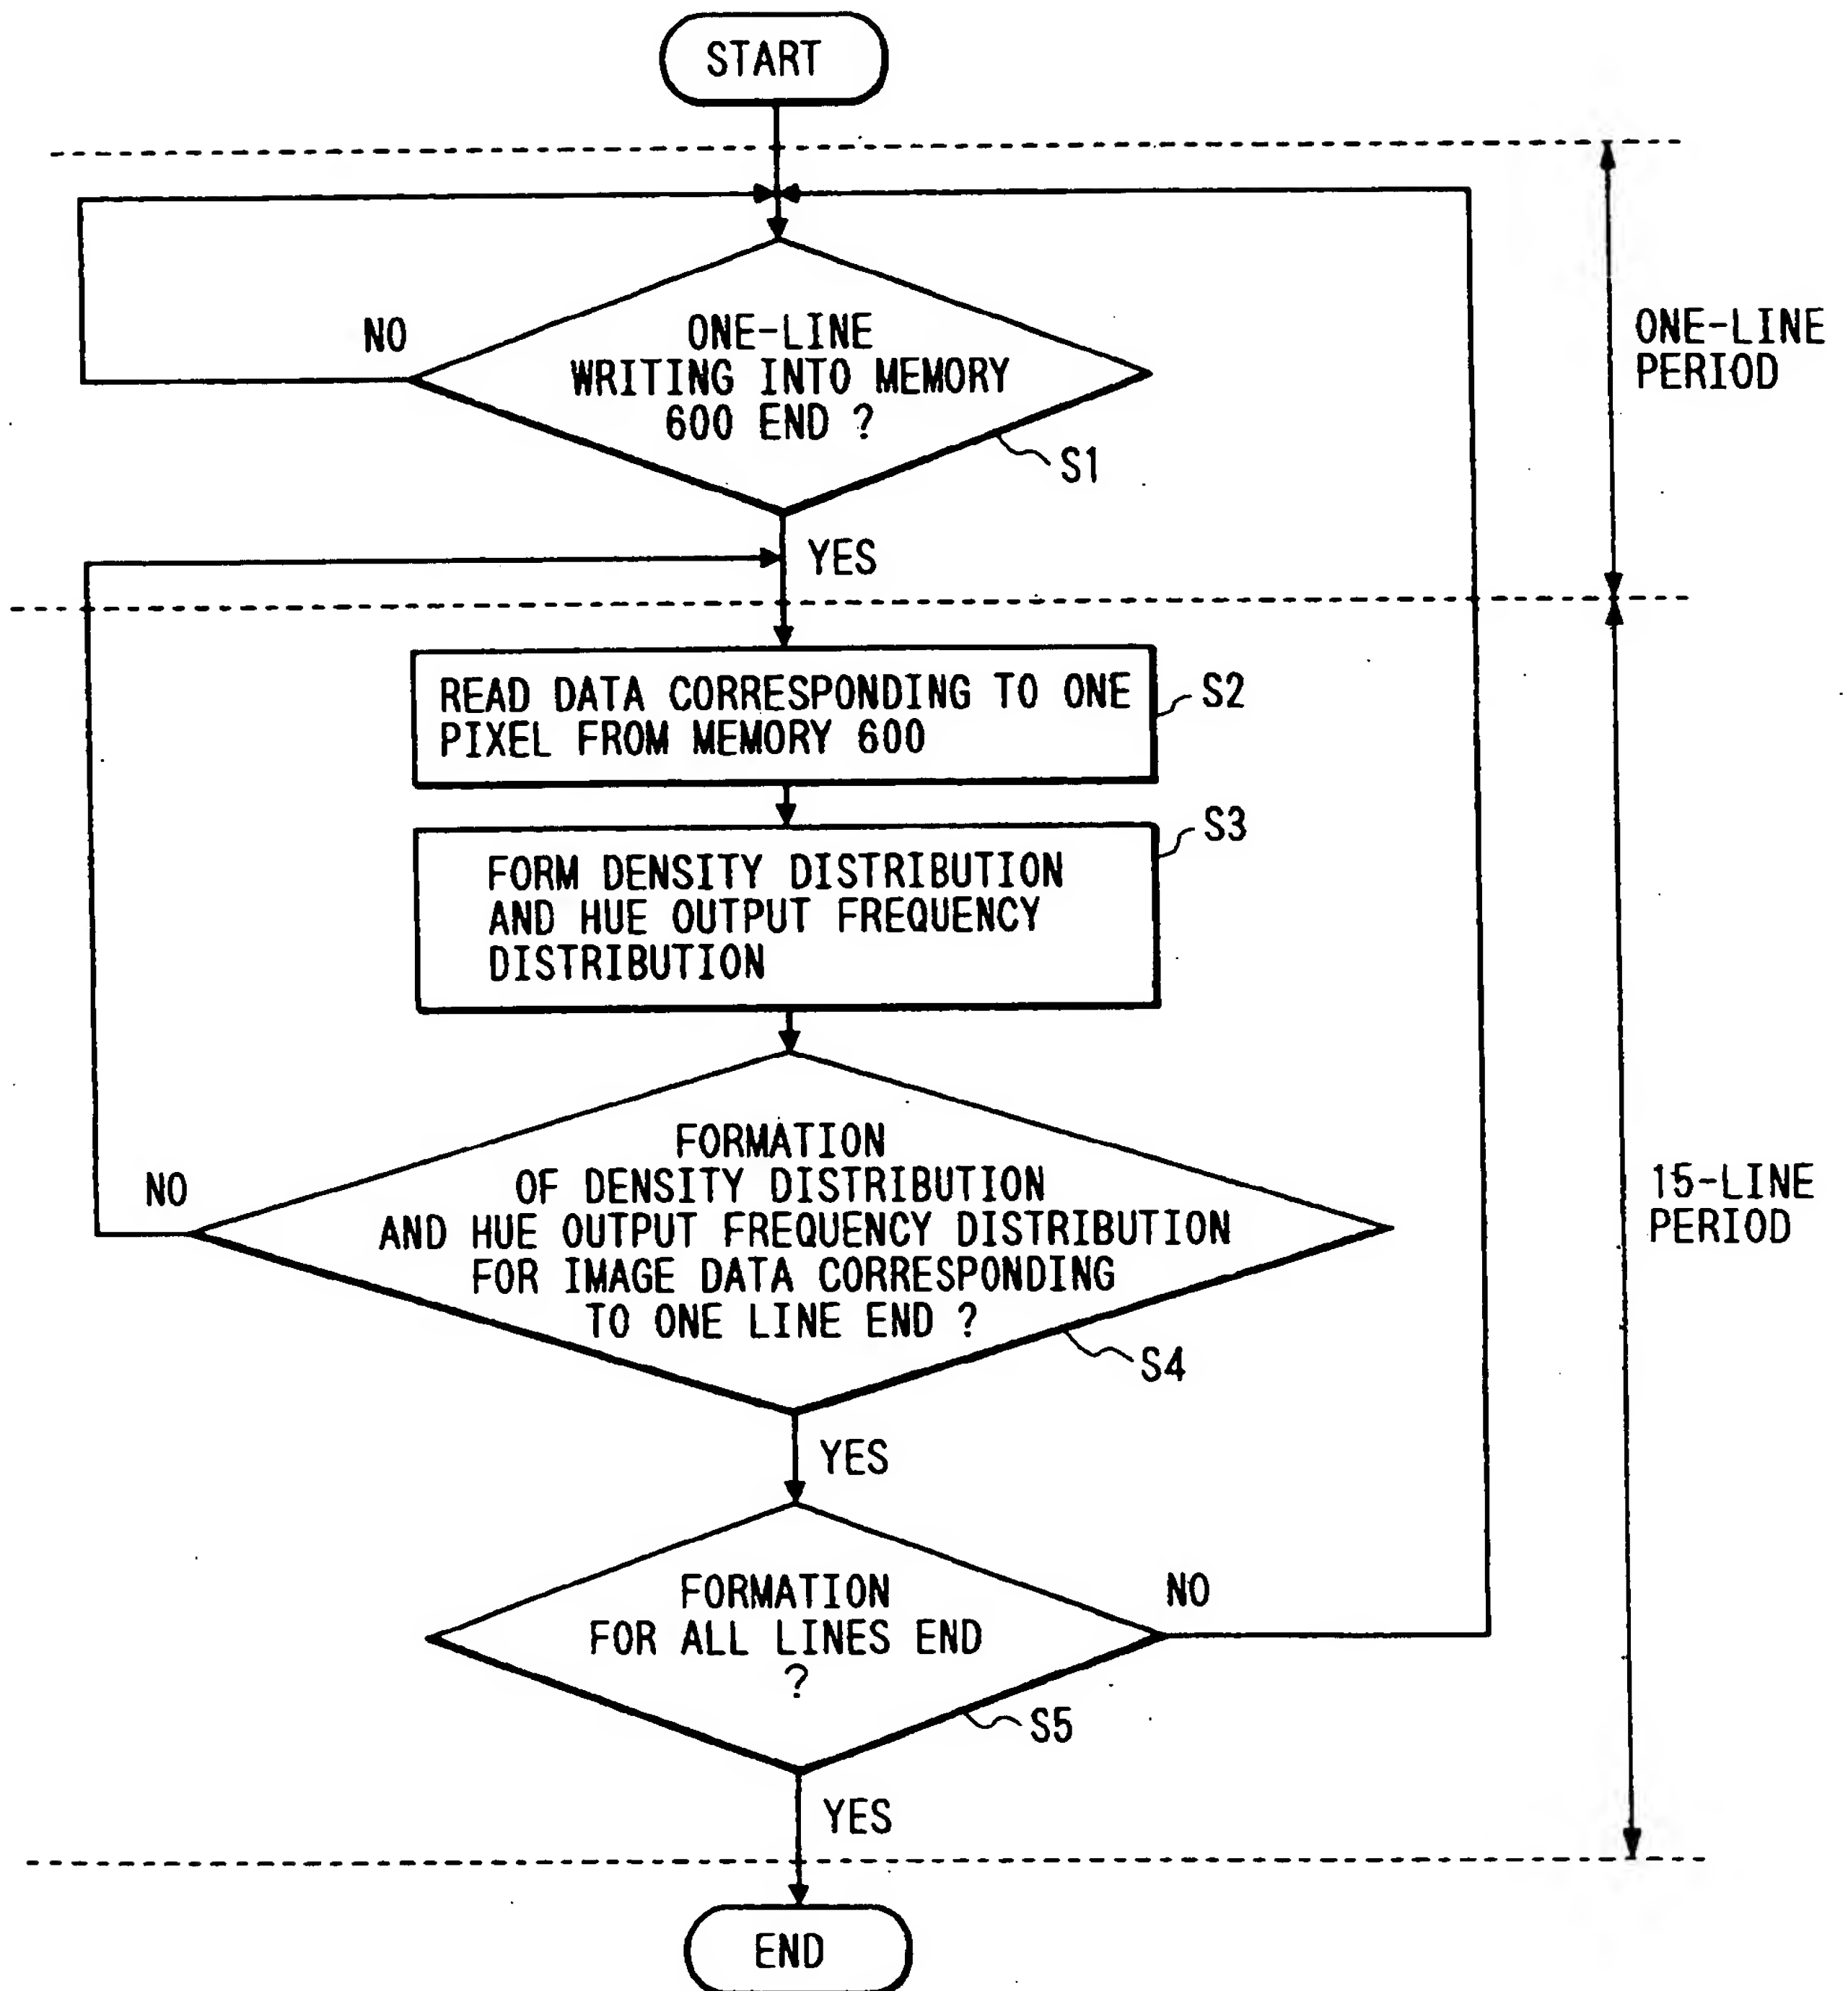 START
NO
ONE-LINE
WRITING INTO MEMORY
600 END ?
S1
ONE-LINE
PERIOD
YES
READ DATA CORRESPONDING TO ONE
PIXEL FROM MEMORY 600
S2
FORM DENSITY DISTRIBUTION
AND HUE OUTPUT FREQUENCY
DISTRIBUTION
S3
NO
FORMATION
OF DENSITY DISTRIBUTION
AND HUE OUTPUT FREQUENCY DISTRIBUTION
FOR IMAGE DATA CORRESPONDING
TO ONE LINE END ?
S4
15-LINE
PERIOD
YES
FORMATION
FOR ALL LINES END
?
NO
S5
YES
END